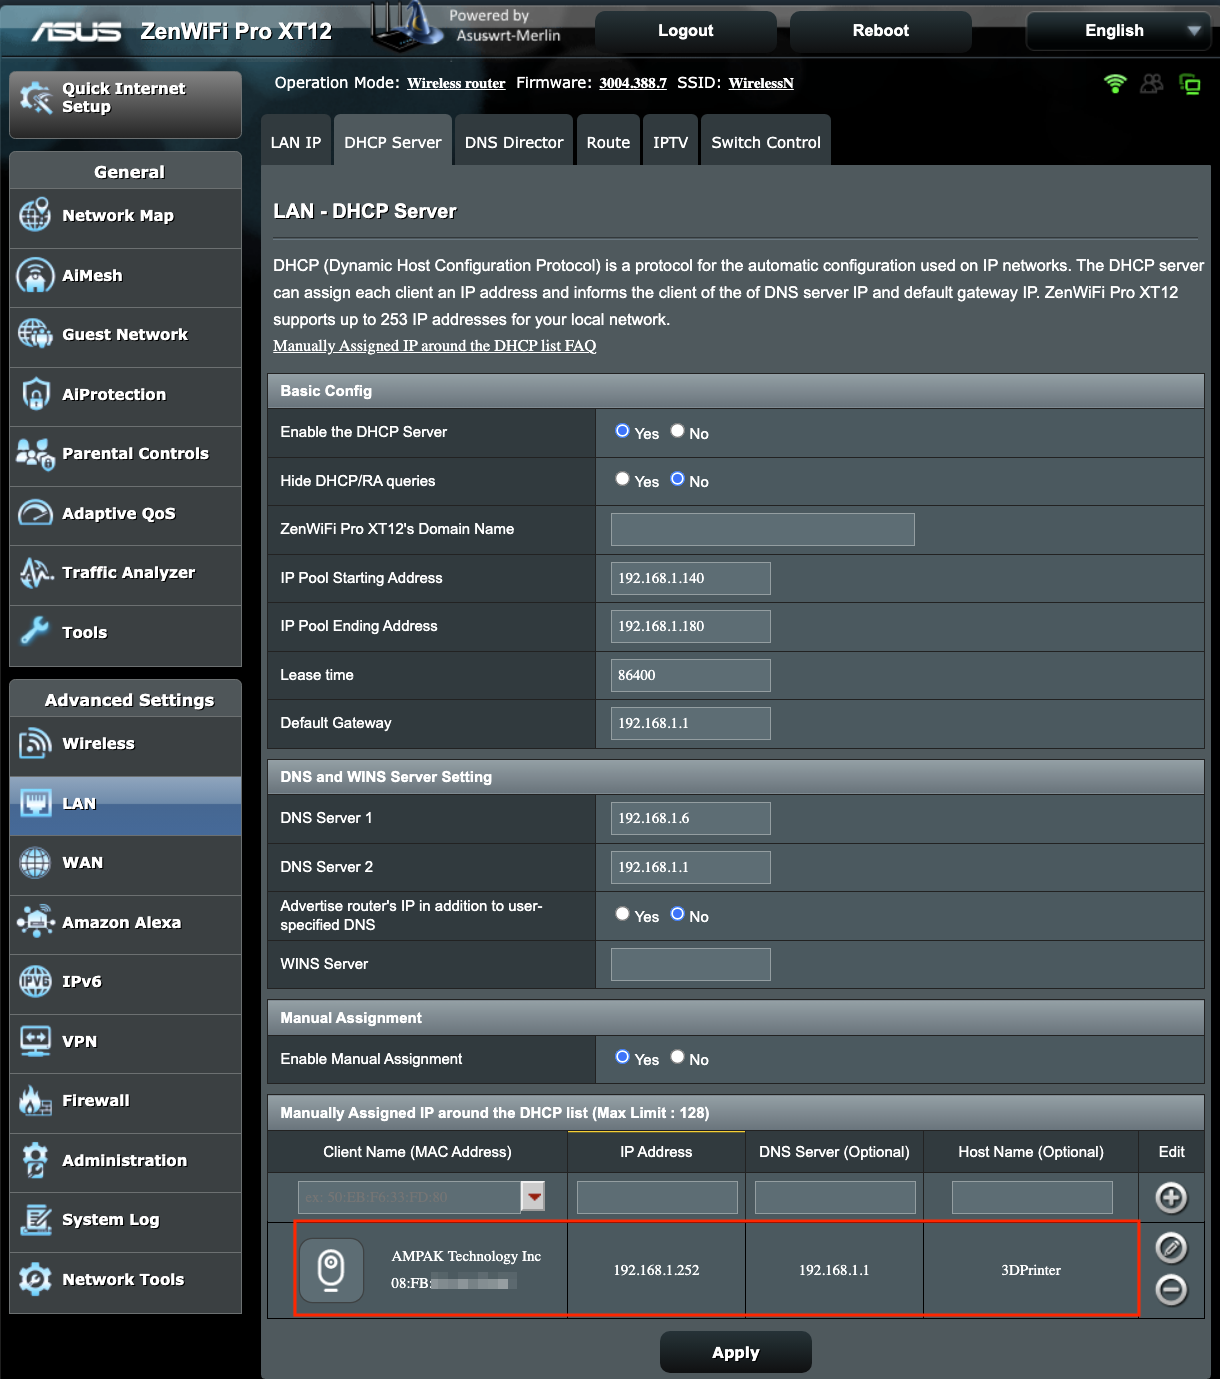 ASUS ZenWiFi Pro XT12 Powered by Asuswrt-Merlin Logout Reboot English
Quick Internet Setup
Operation Mode: Wireless router Firmware: 3004.388.7 SSID: WirelessN
General
Network Map
AiMesh
Guest Network
AiProtection
Parental Controls
Adaptive QoS
Traffic Analyzer
Tools
Advanced Settings
Wireless
LAN
WAN
Amazon Alexa
IPv6
VPN
Firewall
Administration
System Log
Network Tools
LAN IP DHCP Server DNS Director Route IPTV Switch Control
LAN - DHCP Server
DHCP (Dynamic Host Configuration Protocol) is a protocol for the automatic configuration used on IP networks. The DHCP server
can assign each client an IP address and informs the client of the of DNS server IP and default gateway IP. ZenWiFi Pro XT12
supports up to 253 IP addresses for your local network.
Manually Assigned IP around the DHCP list FAQ
Basic Config
Enable the DHCP Server Yes No
Hide DHCP/RA queries Yes No
ZenWiFi Pro XT12's Domain Name
IP Pool Starting Address 192.168.1.140
IP Pool Ending Address 192.168.1.180
Lease time 86400
Default Gateway 192.168.1.1
DNS and WINS Server Setting
DNS Server 1 192.168.1.6
DNS Server 2 192.168.1.1
Advertise router's IP in addition to user-
specified DNS Yes No
WINS Server
Manual Assignment
Enable Manual Assignment Yes No
Manually Assigned IP around the DHCP list (Max Limit : 128)
Client Name (MAC Address) IP Address DNS Server (Optional) Host Name (Optional) Edit
ex: 50:EB:F6:33:FD:80
AMPAK Technology Inc
08:FB: 192.168.1.252 192.168.1.1 3DPrinter
Apply